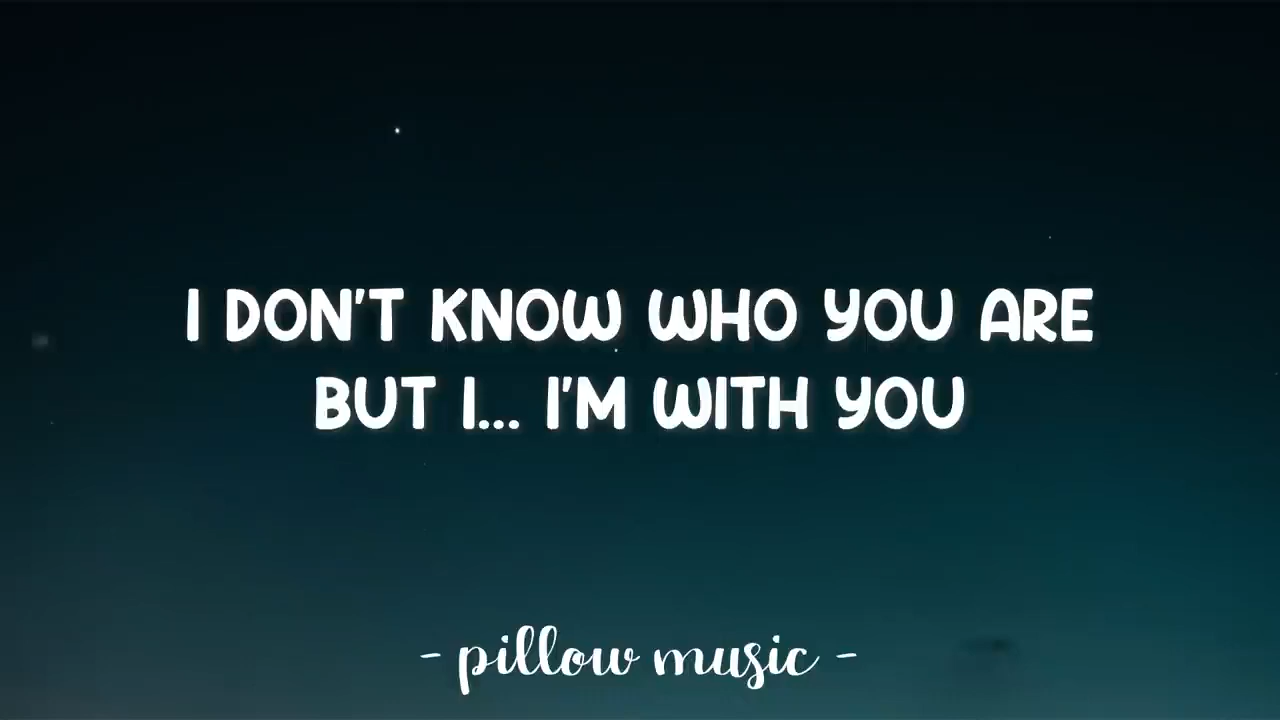 I DON'T KNOW WHO YOU ARE
BUT I... I'M WITH YOU
- pillow music -